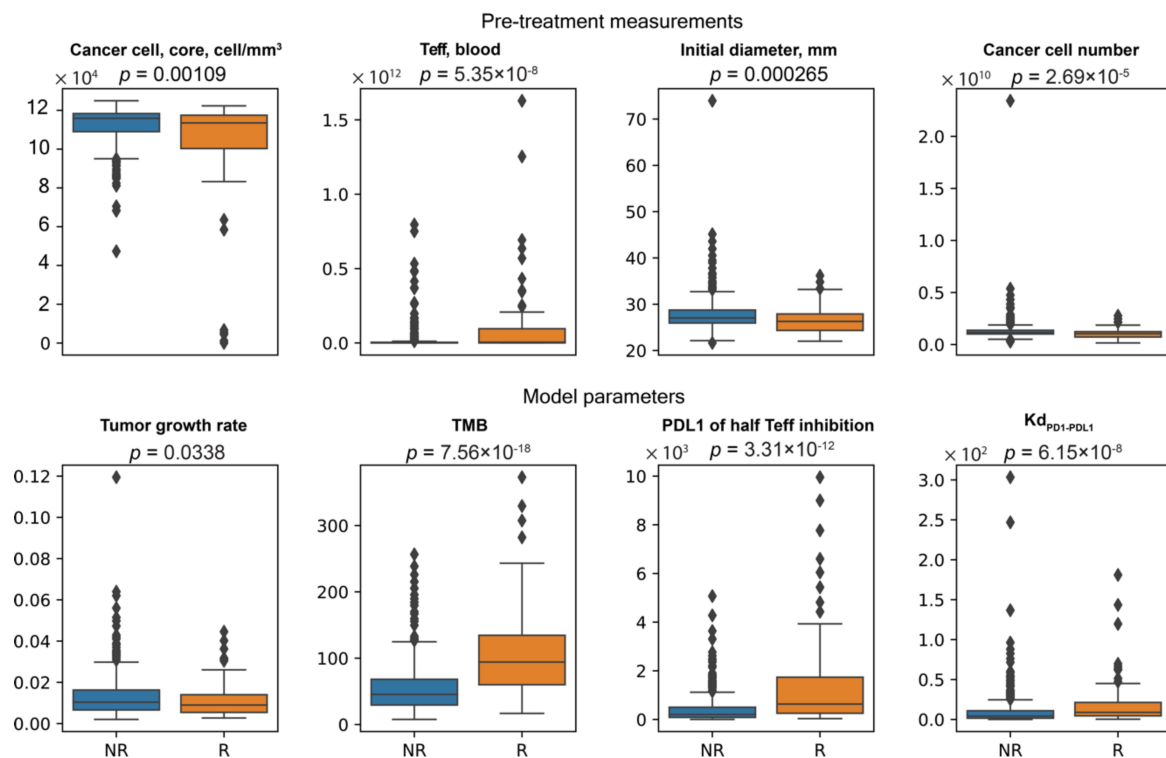 Pre-treatment measurements
Cancer cell, core, cell/mm³
p = 0.00109
× 10⁴
12
10
8
6
4
2
0
Teff, blood
p = 5.35×10⁻⁸
× 10¹²
1.5
1.0
0.5
0.0
Initial diameter, mm
p = 0.000265
70
60
50
40
30
20
Cancer cell number
p = 2.69×10⁻⁵
× 10¹⁰
2.0
1.5
0.5
0.0
Model parameters
Tumor growth rate
p = 0.0338
0.12
0.10
0.08
0.06
0.04
0.02
0.00
NR R
TMB
p = 7.56×10⁻¹⁸
300
200
100
0
NR R
PDL1 of half Teff inhibition
p = 3.31×10⁻¹²
× 10³
10
8
6
4
2
0
NR R
Kd_PD1-PDL1
p = 6.15×10⁻⁸
× 10²
3.0
2.5
2.0
1.5
1.0
0.5
0.0
NR R